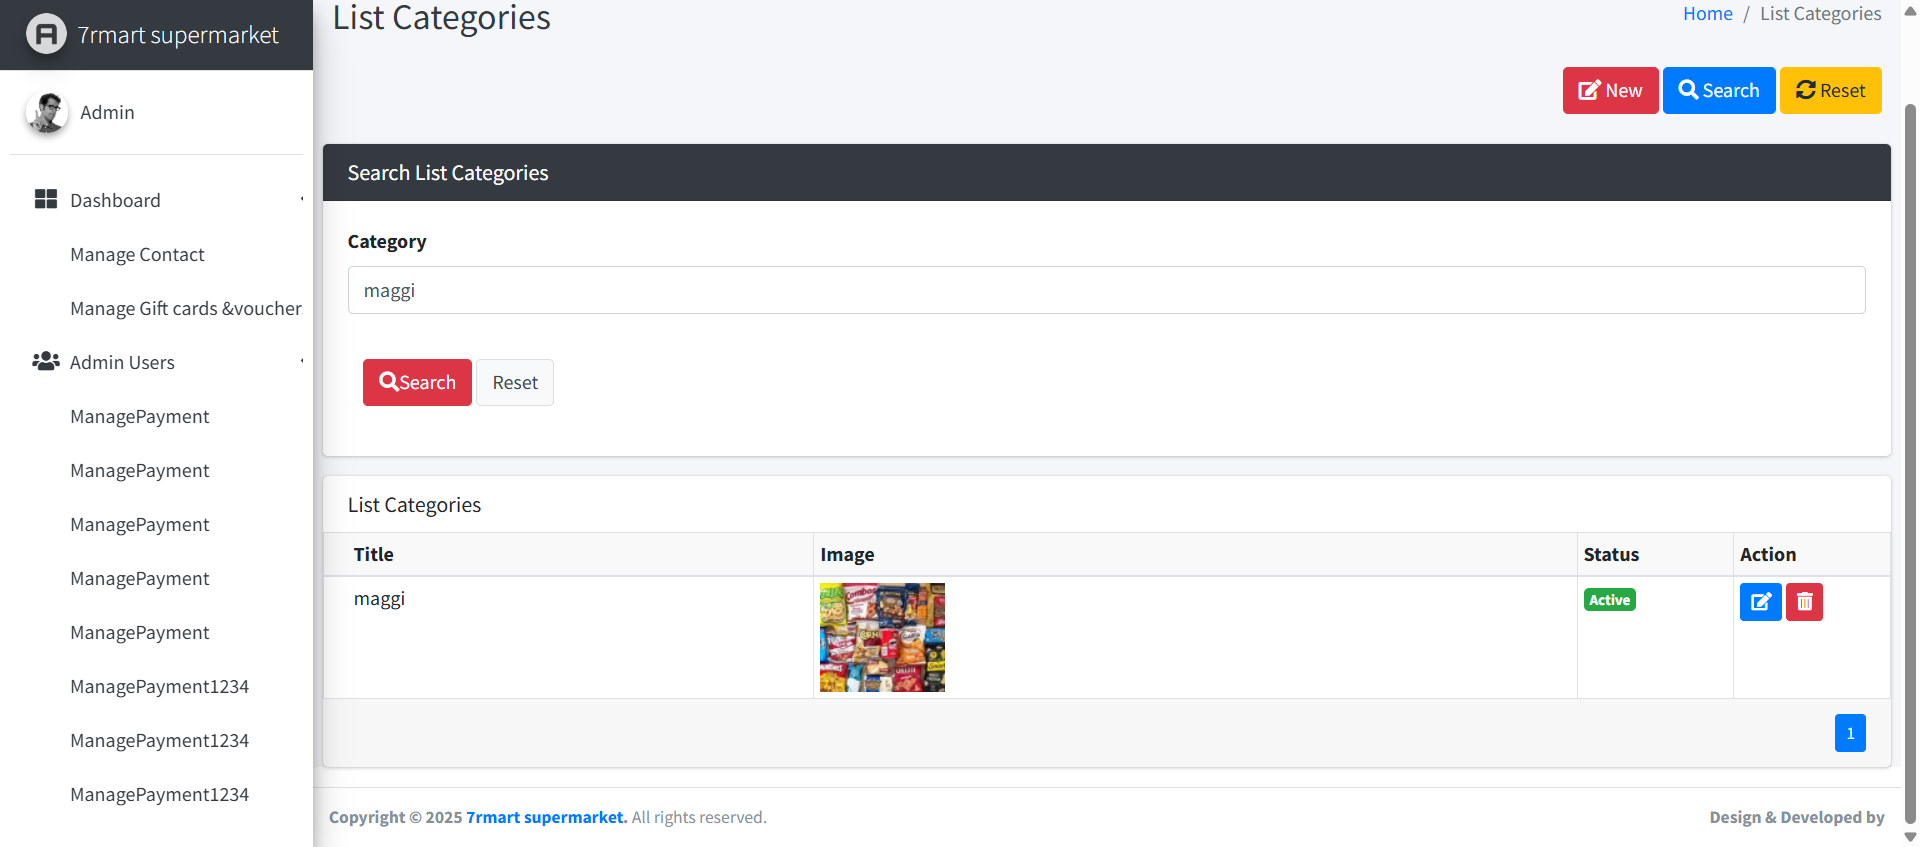 7rmart supermarket
Admin
Dashboard
Manage Contact
Manage Gift cards &voucher
Admin Users
ManagePayment
ManagePayment
ManagePayment
ManagePayment
ManagePayment
ManagePayment1234
ManagePayment1234
ManagePayment1234
List Categories
Home / List Categories
New Search Reset
Search List Categories
Category
maggi
Search Reset
List Categories
Title Image Status Action
maggi Active
Combos
1
Copyright © 2025 7rmart supermarket. All rights reserved.
Design & Developed by